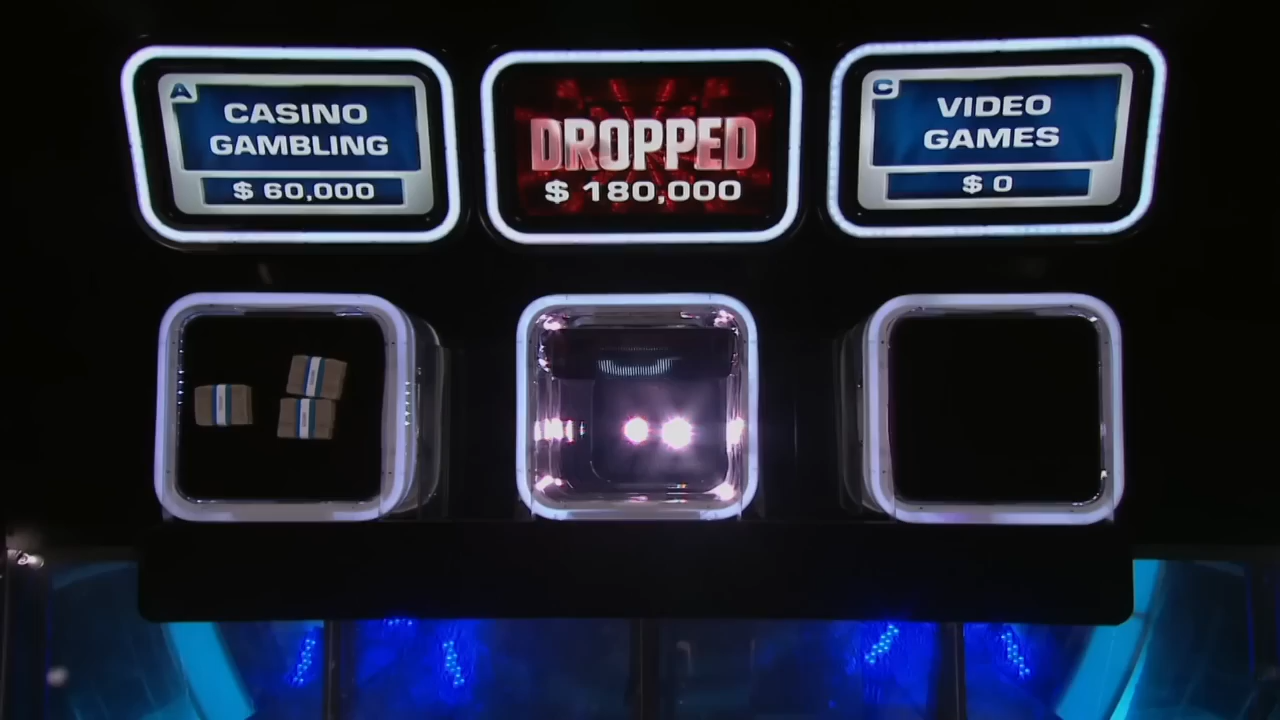 A
CASINO
GAMBLING
$ 60,000
DROPPED
$ 180,000
C
VIDEO
GAMES
$ 0